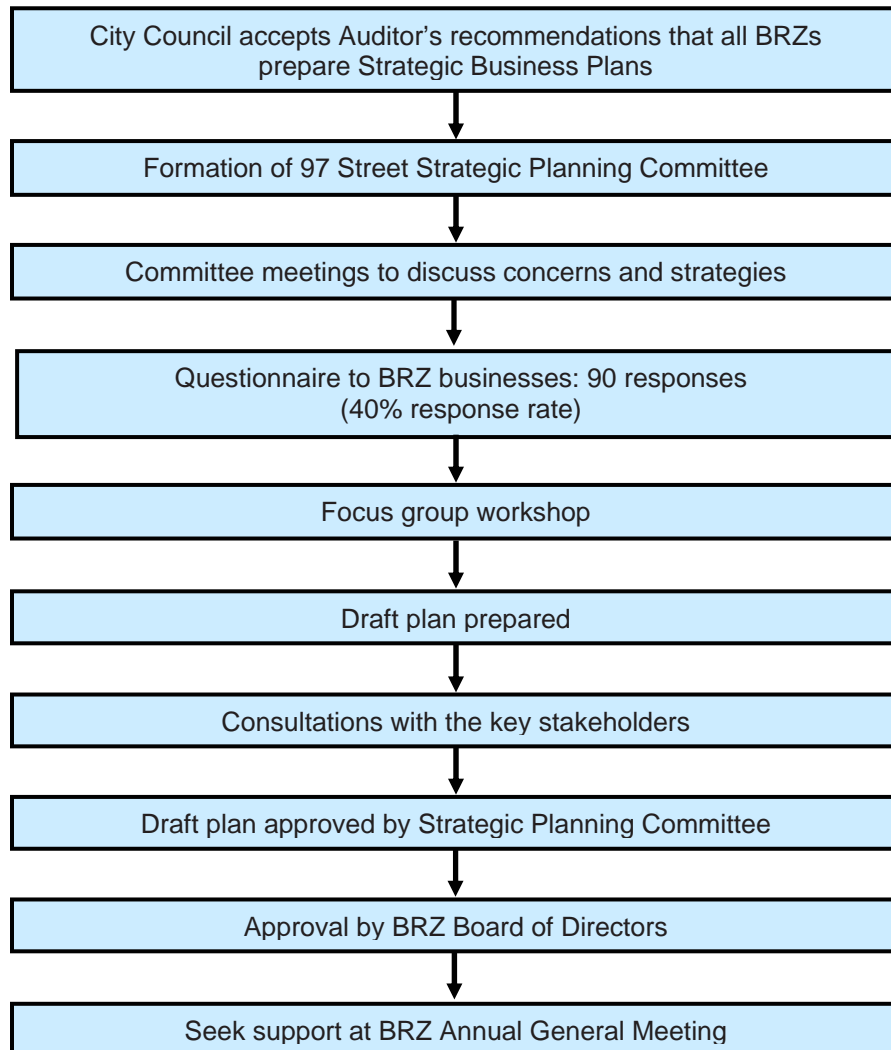 City Council accepts Auditor’s recommendations that all BRZs
prepare Strategic Business Plans
Formation of 97 Street Strategic Planning Committee
Committee meetings to discuss concerns and strategies
Questionnaire to BRZ businesses: 90 responses
(40% response rate)
Focus group workshop
Draft plan prepared
Consultations with the key stakeholders
Draft plan approved by Strategic Planning Committee
Approval by BRZ Board of Directors
Seek support at BRZ Annual General Meeting